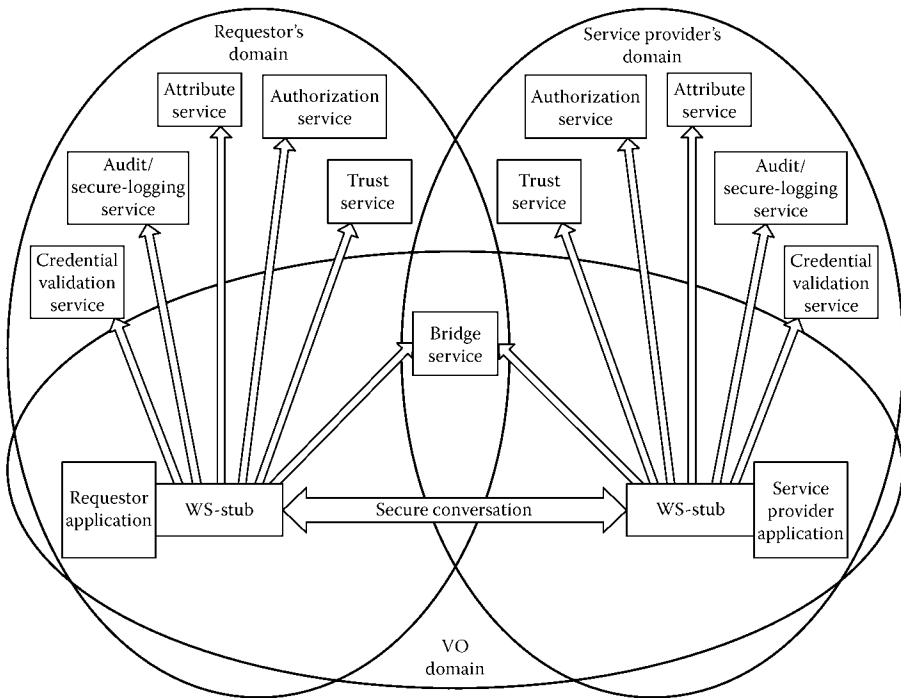 Requestor's
domain
Service provider's
domain
Attribute
service
Authorization
service
Authorization
service
Attribute
service
Audit/
secure-logging
service
Trust
service
Trust
service
Audit/
secure-logging
service
Credential
validation
service
Credential
validation
service
Bridge
service
Requestor
application
WS-stub
Secure conversation
WS-stub
Service
provider
application
VO
domain